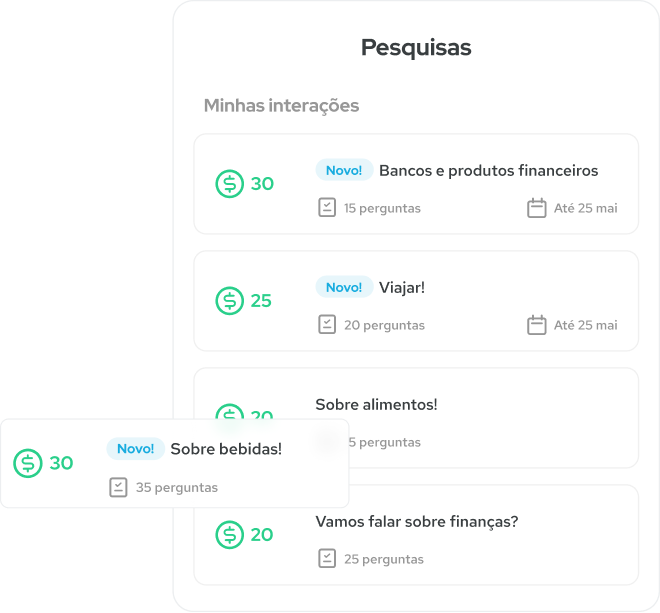 Pesquisas
Minhas interações
30
Novo! Bancos e produtos financeiros
15 perguntas
Até 25 mai
25
Novo! Viajar!
20 perguntas
Até 25 mai
20
Sobre alimentos!
perguntas
30
Novo! Sobre bebidas!
35 perguntas
20
Vamos falar sobre finanças?
25 perguntas